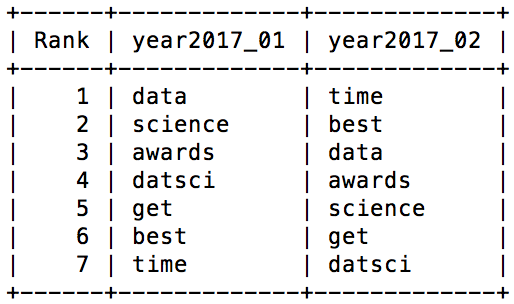 +------+-------------+-------------+
| Rank | year2017_01 | year2017_02 |
+------+-------------+-------------+
|    1 | data        | time        |
|    2 | science     | best        |
|    3 | awards      | data        |
|    4 | datsci      | awards      |
|    5 | get         | science     |
|    6 | best        | get         |
|    7 | time        | datsci      |
+------+-------------+-------------+